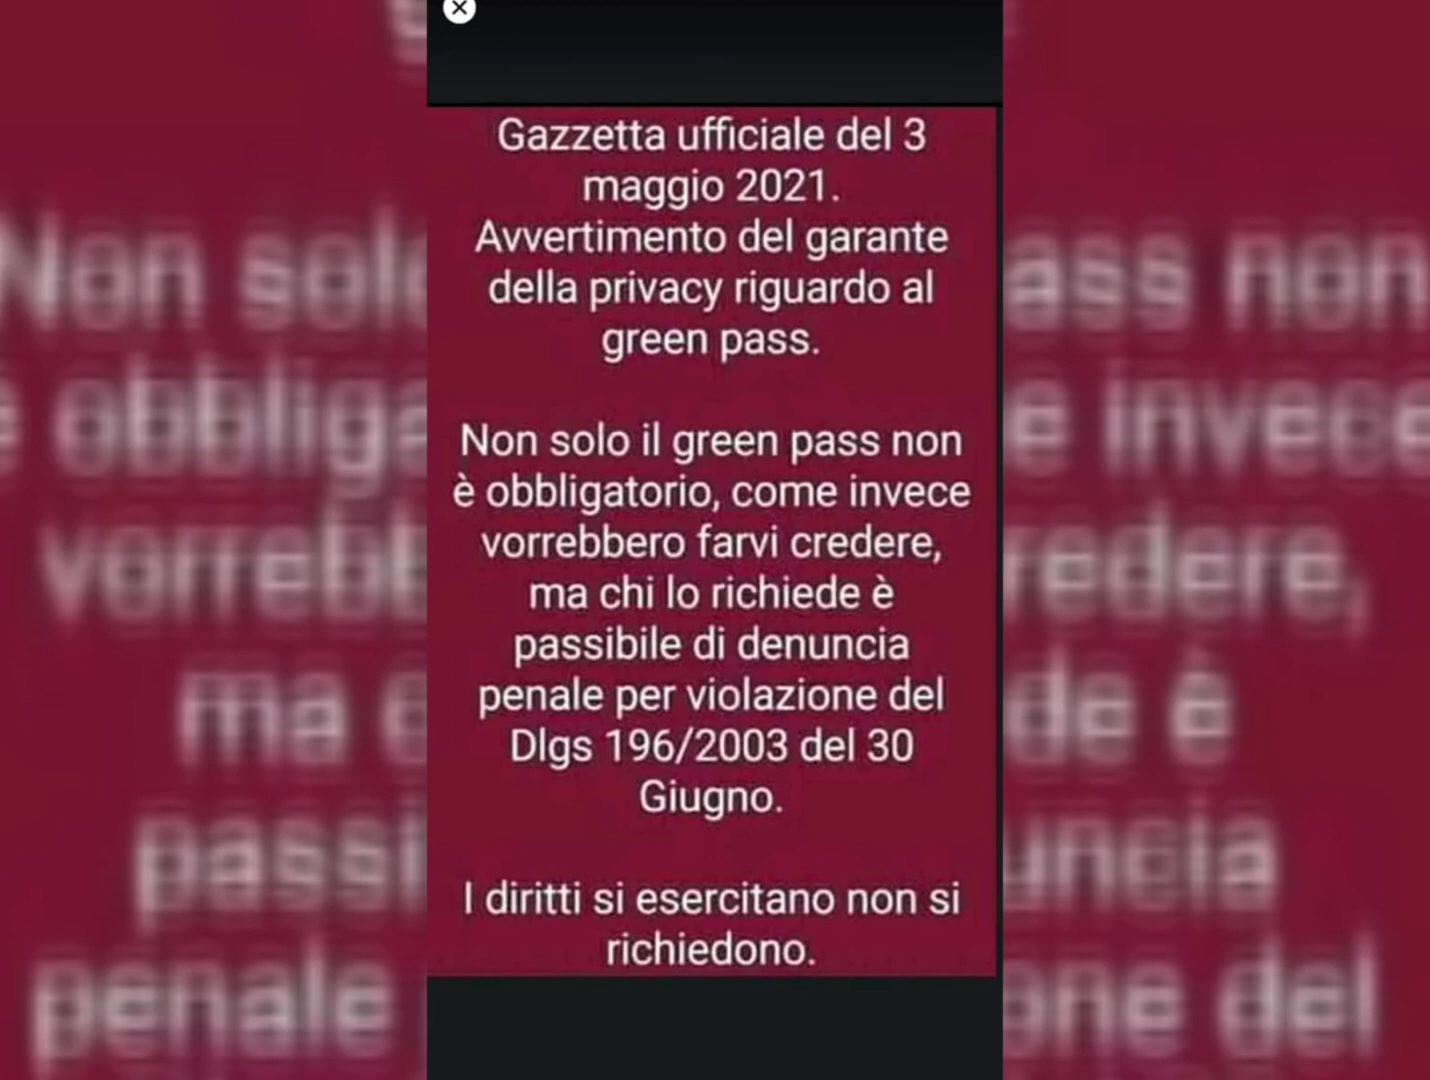 Gazzetta ufficiale del 3
maggio 2021.
Avvertimento del garante
della privacy riguardo al
green pass.
Non solo il green pass non
è obbligatorio, come invece
vorrebbero farvi credere,
ma chi lo richiede è
passibile di denuncia
penale per violazione del
Dlgs 196/2003 del 30
Giugno.
I diritti si esercitano non si
richiedono.